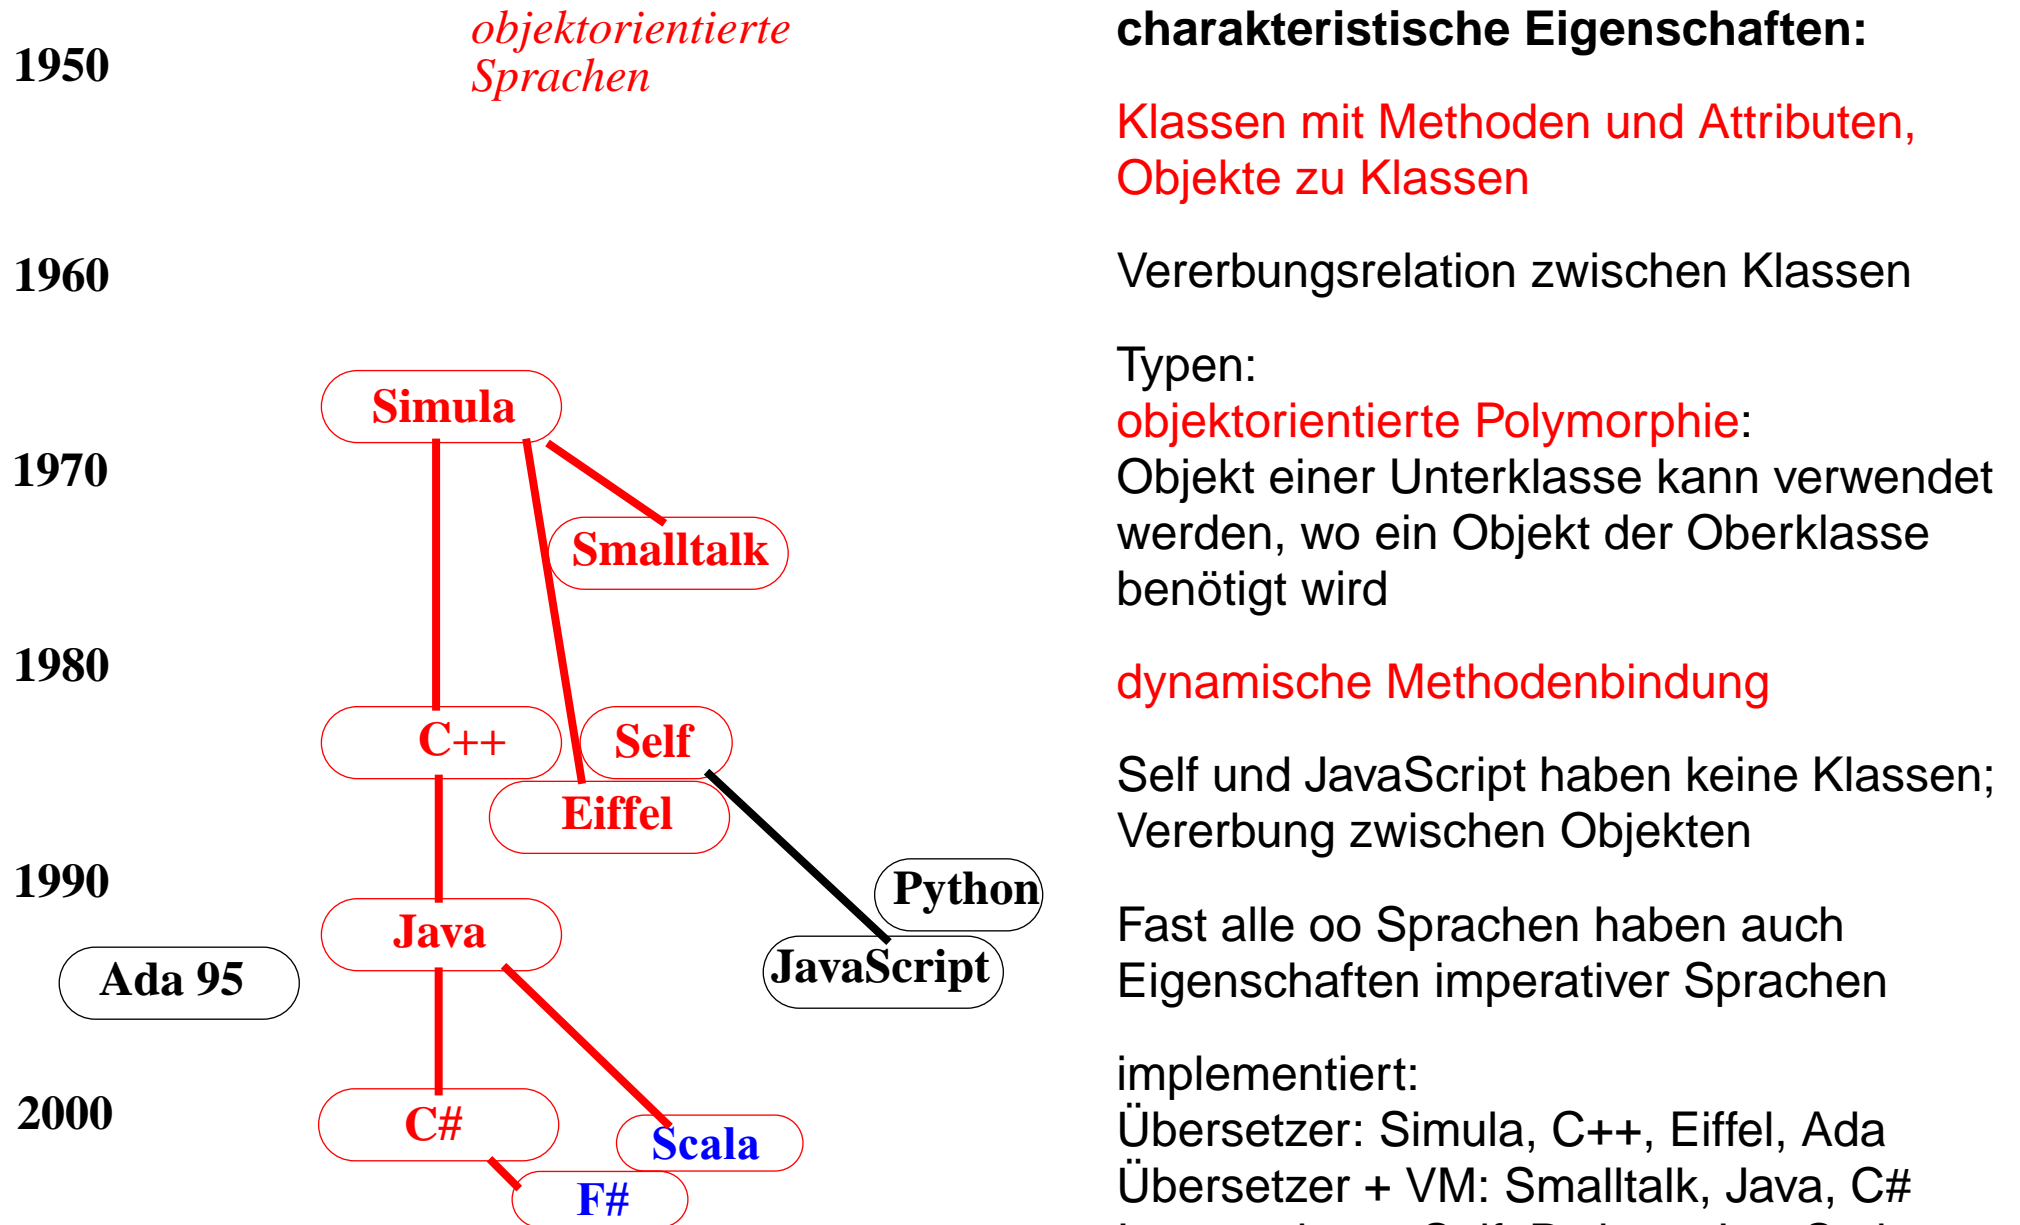 objektorientierte
Sprachen
1950
1960
1970
1980
1990
2000
Simula
Smalltalk
C++
Self
Eiffel
Python
Java
JavaScript
Ada 95
C#
Scala
F#
charakteristische Eigenschaften:
Klassen mit Methoden und Attributen,
Objekte zu Klassen
Vererbungsrelation zwischen Klassen
Typen:
objektorientierte Polymorphie:
Objekt einer Unterklasse kann verwendet
werden, wo ein Objekt der Oberklasse
benötigt wird
dynamische Methodenbindung
Self und JavaScript haben keine Klassen;
Vererbung zwischen Objekten
Fast alle oo Sprachen haben auch
Eigenschaften imperativer Sprachen
implementiert:
Übersetzer: Simula, C++, Eiffel, Ada
Übersetzer + VM: Smalltalk, Java, C#